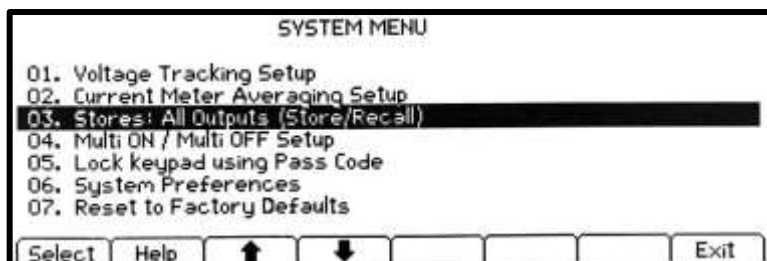 SYSTEM MENU
01. Voltage Tracking Setup
02. Current Meter Averaging Setup
03. Stores: All Outputs (Store/Recall)
04. Multi ON / Multi OFF Setup
05. Lock keypad using Pass Code
06. System Preferences
07. Reset to Factory Defaults
Select Help ↑ ↓ Exit